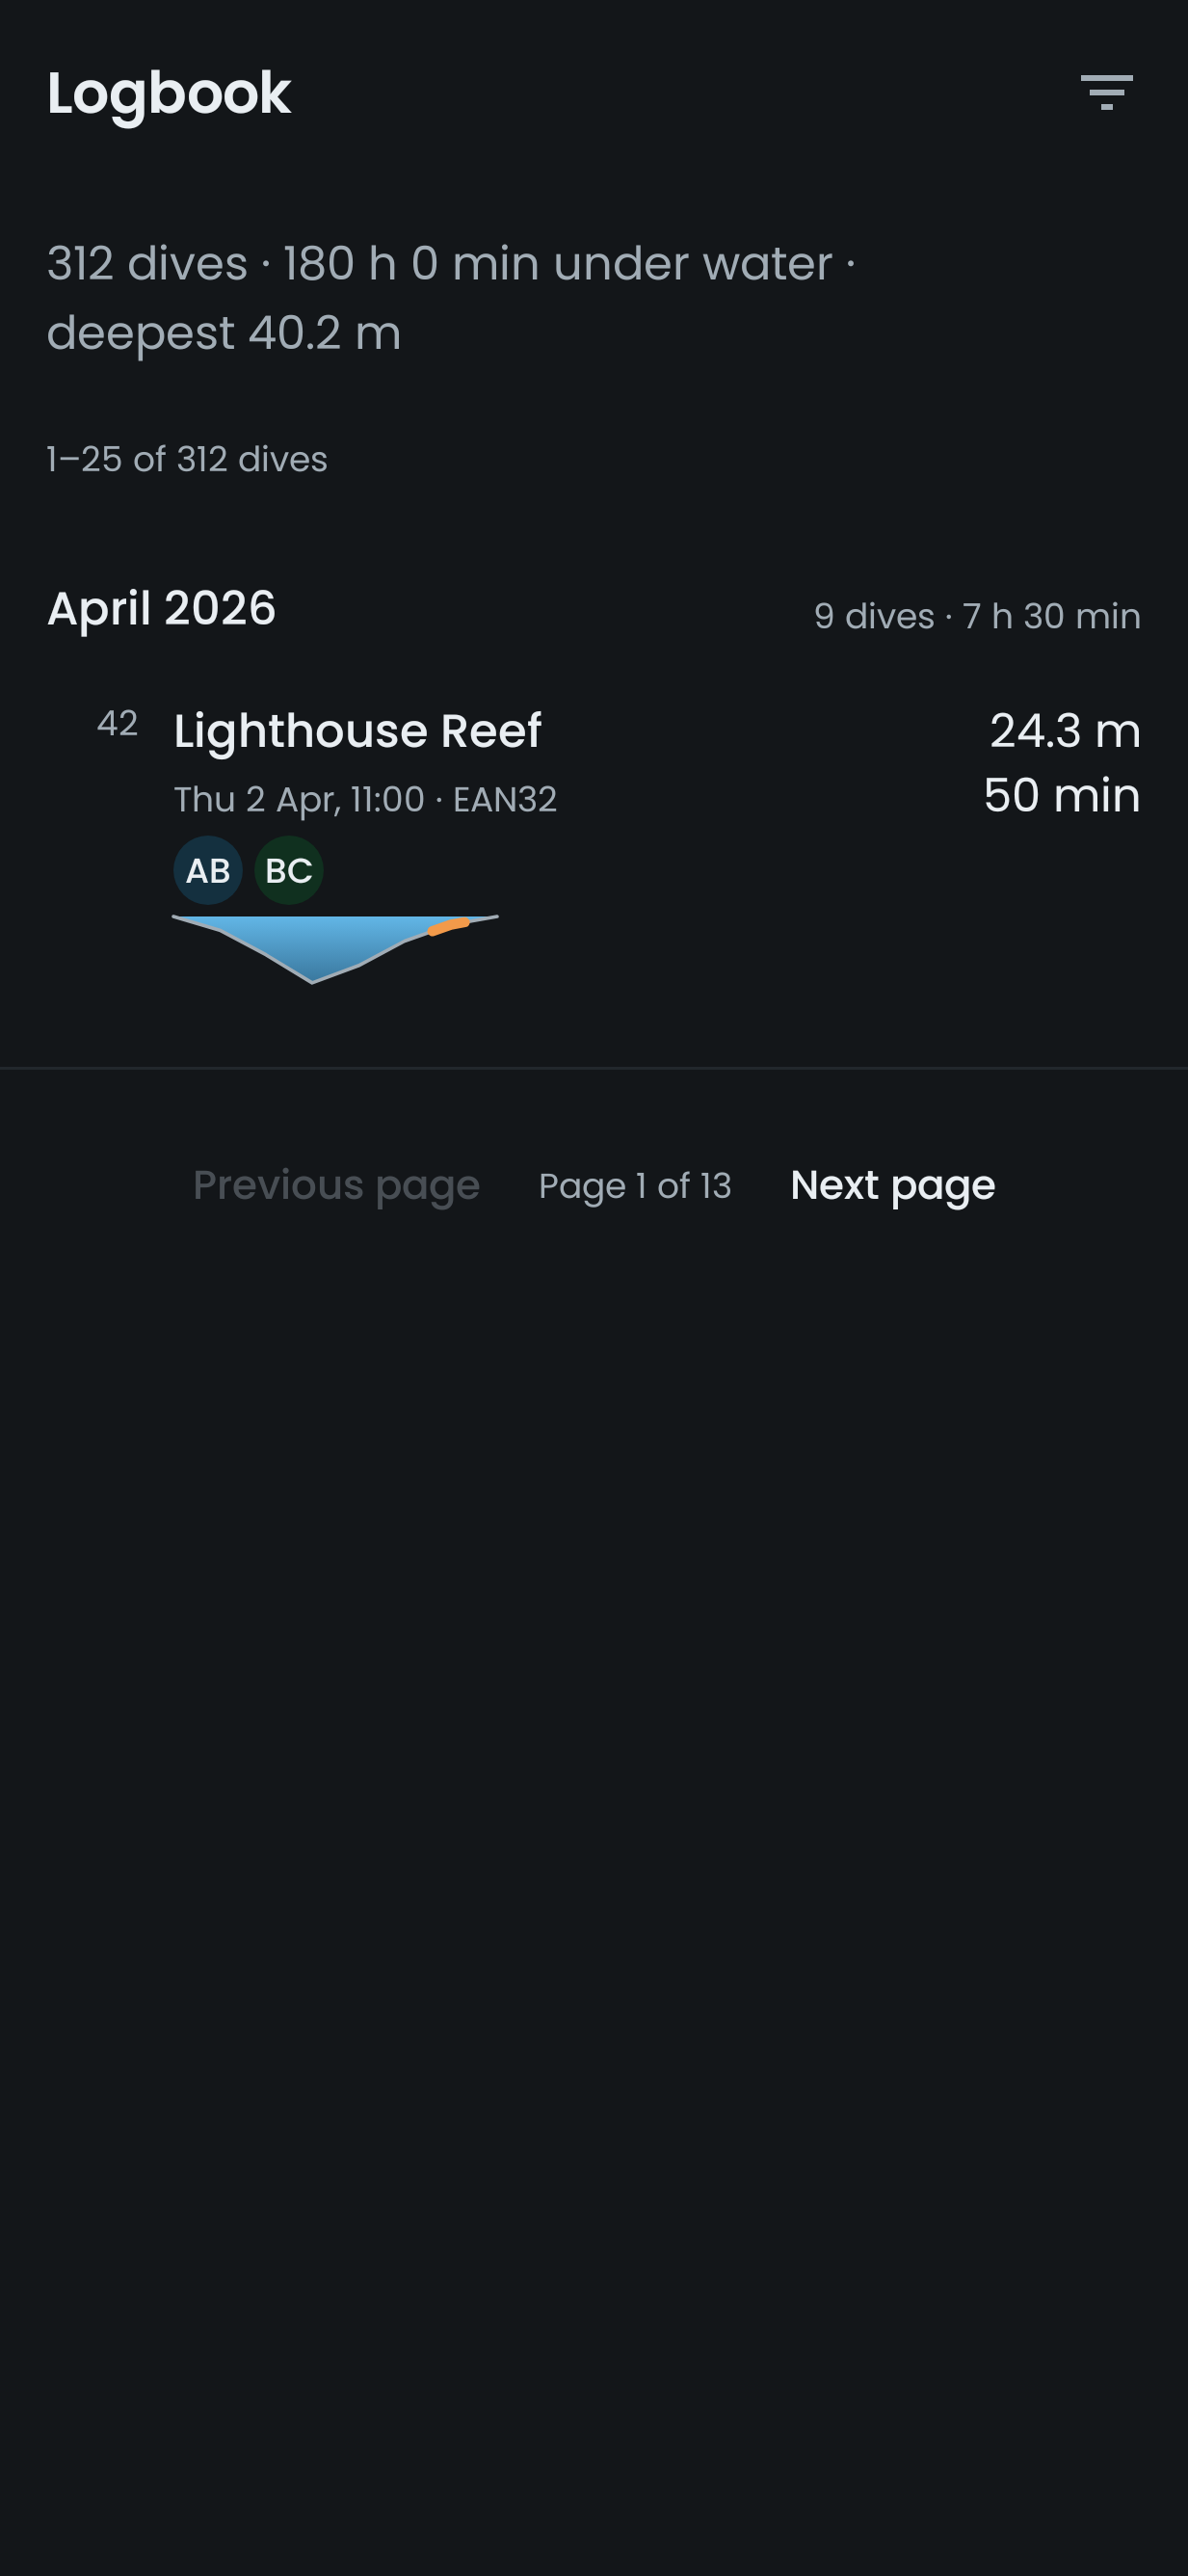 Logbook
312 dives · 180 h 0 min under water ·
deepest 40.2 m
1–25 of 312 dives
April 2026
9 dives · 7 h 30 min
42
Lighthouse Reef
24.3 m
Thu 2 Apr, 11:00 · EAN32
50 min
AB BC
Previous page
Page 1 of 13
Next page